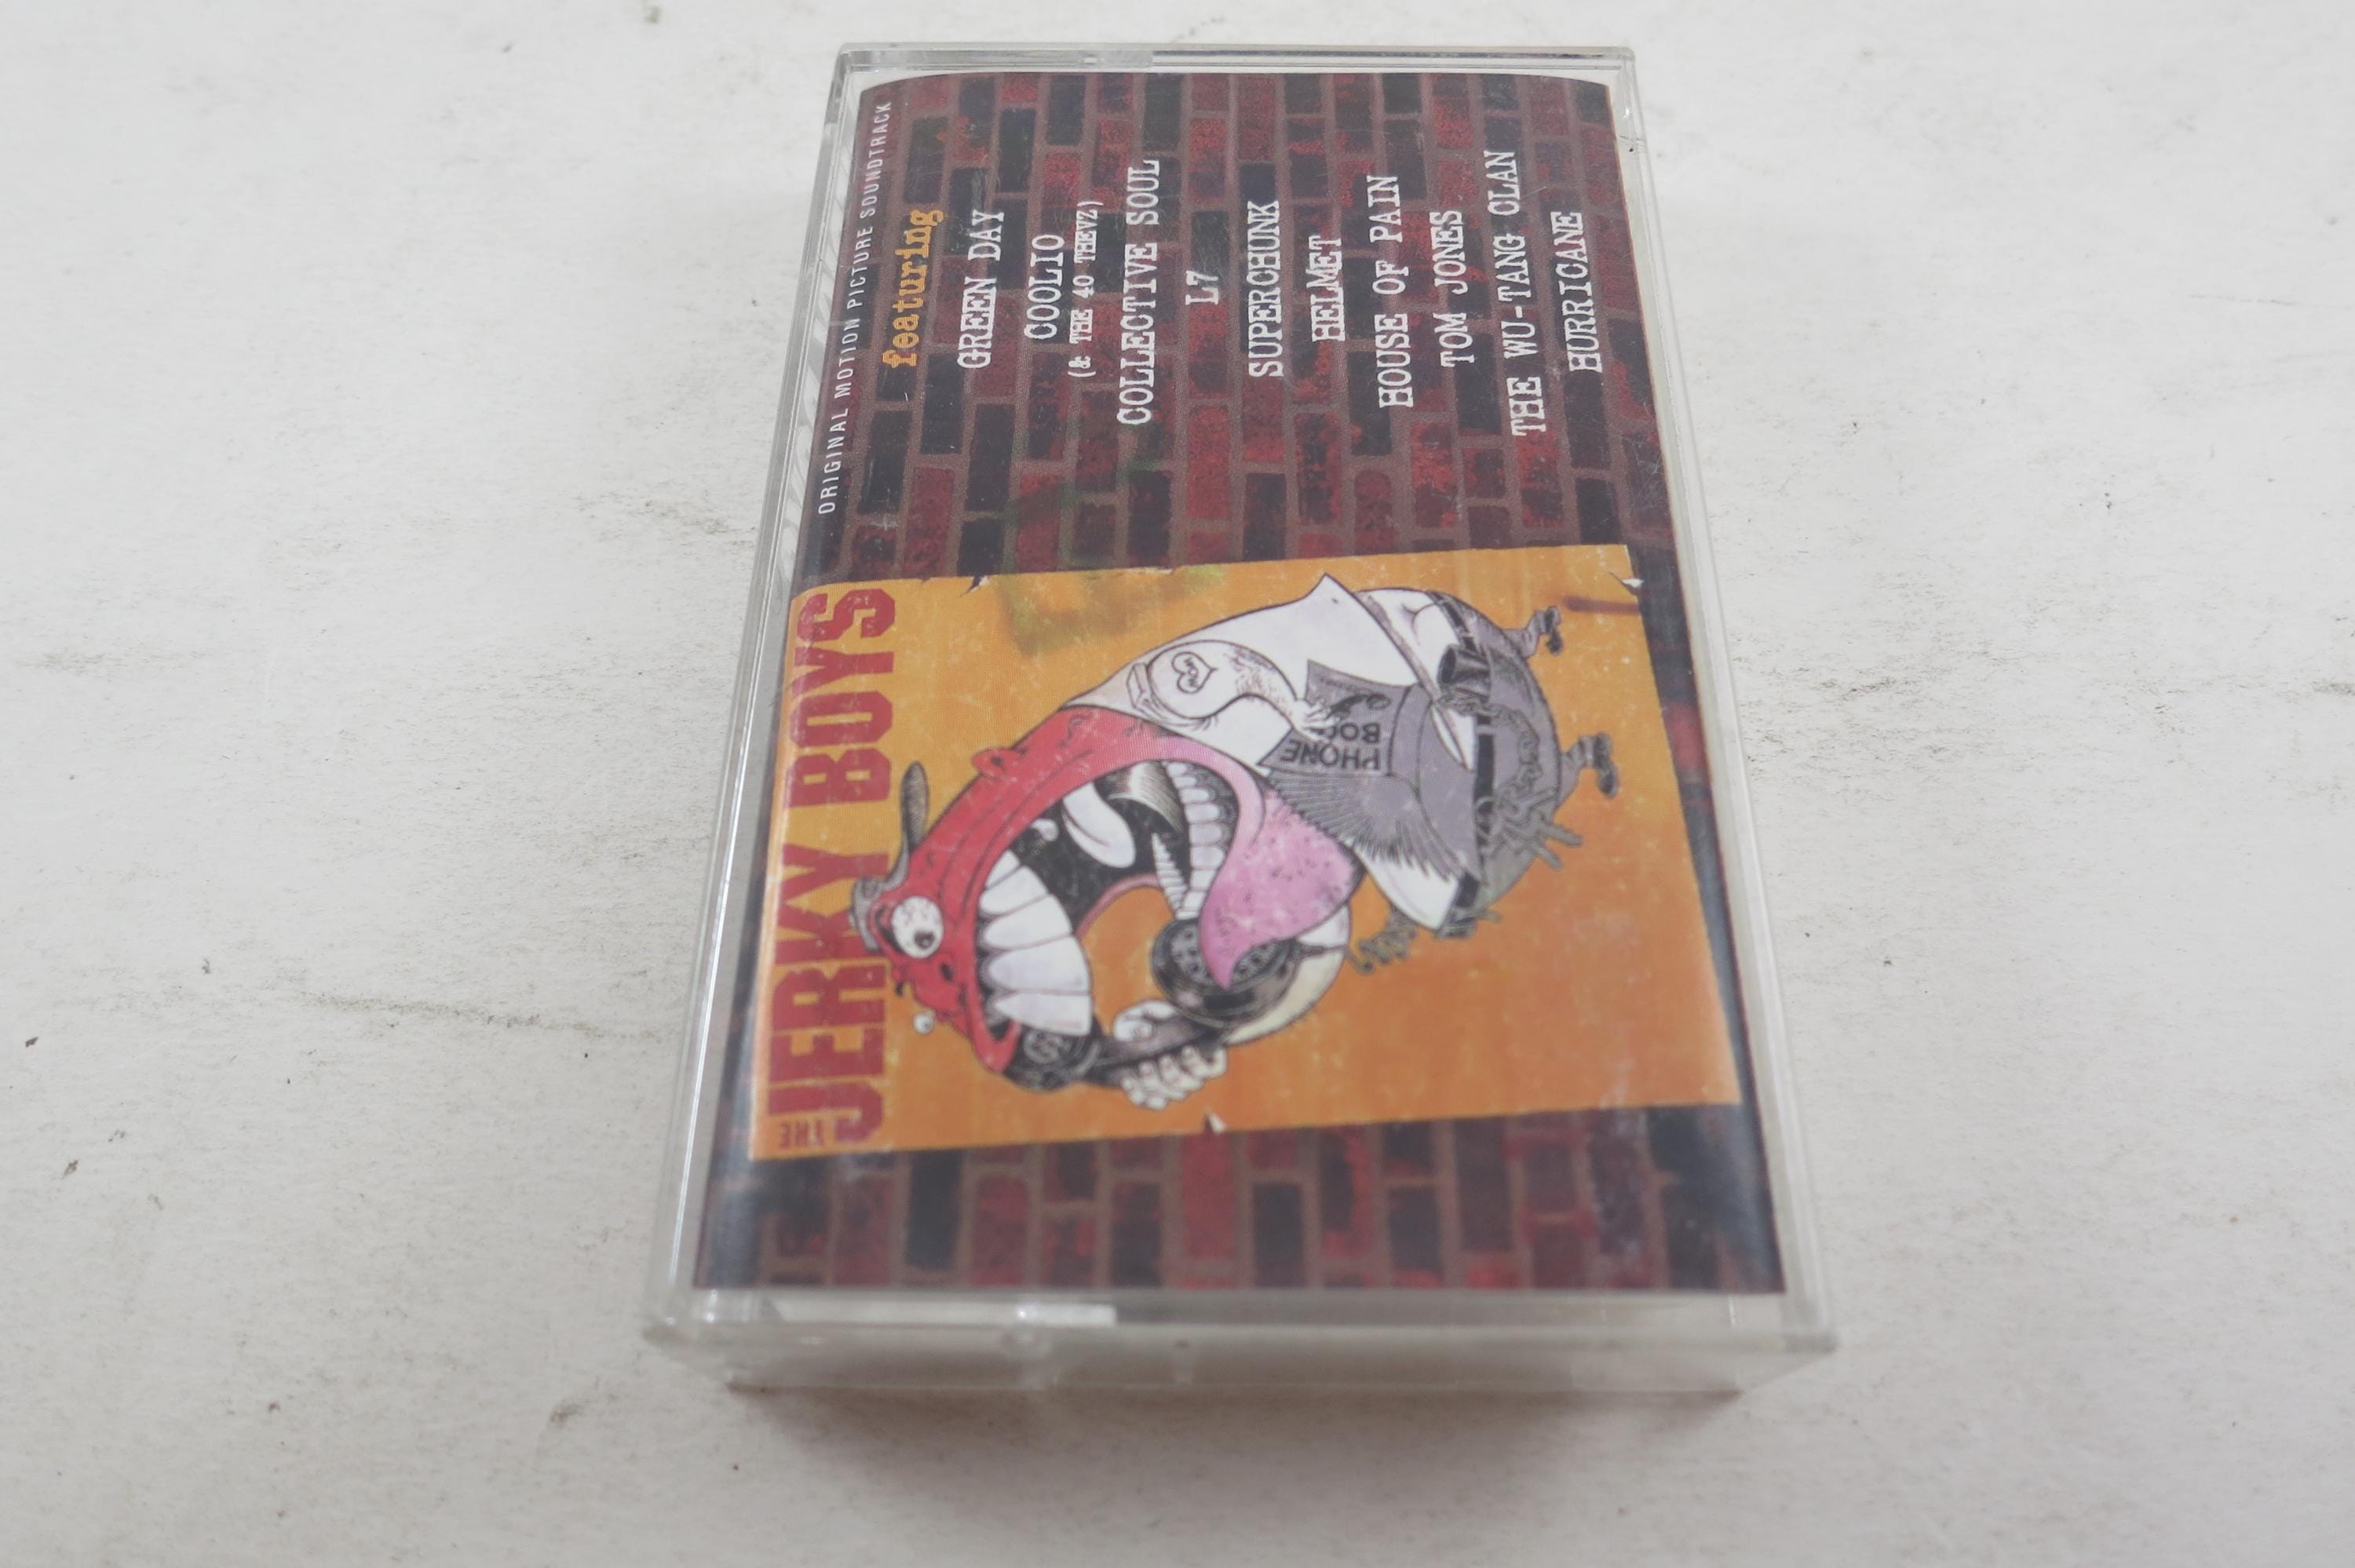 THE JERKY BOYS
ORIGINAL MOTION PICTURE SOUNDTRACK
featuring
GREEN DAY
COOLIO
(& THE 40 THEVZ)
COLLECTIVE SOUL
L7
SUPERCHUNK
HELMET
HOUSE OF PAIN
TOM JONES
THE WU-TANG CLAN
HURRICANE
MOM
PHONE